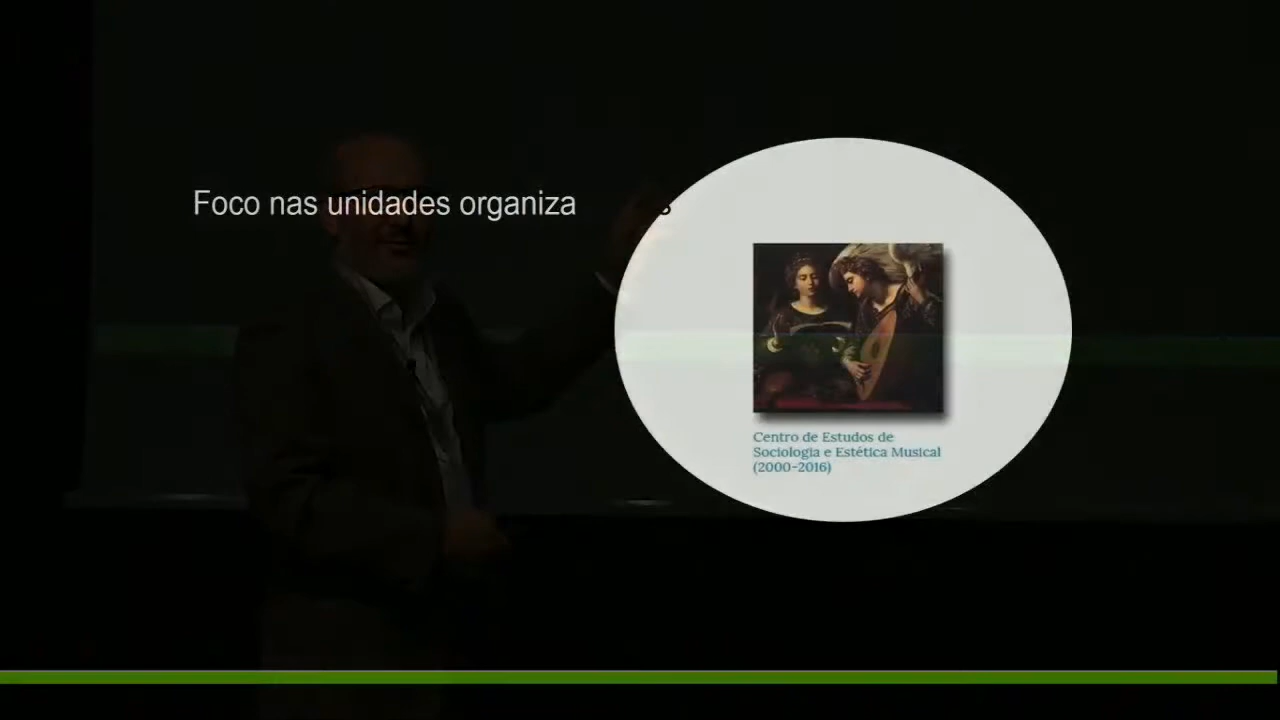 Foco nas unidades organiza
Centro de Estudos de
Sociologia e Estética Musical
(2000-2016)